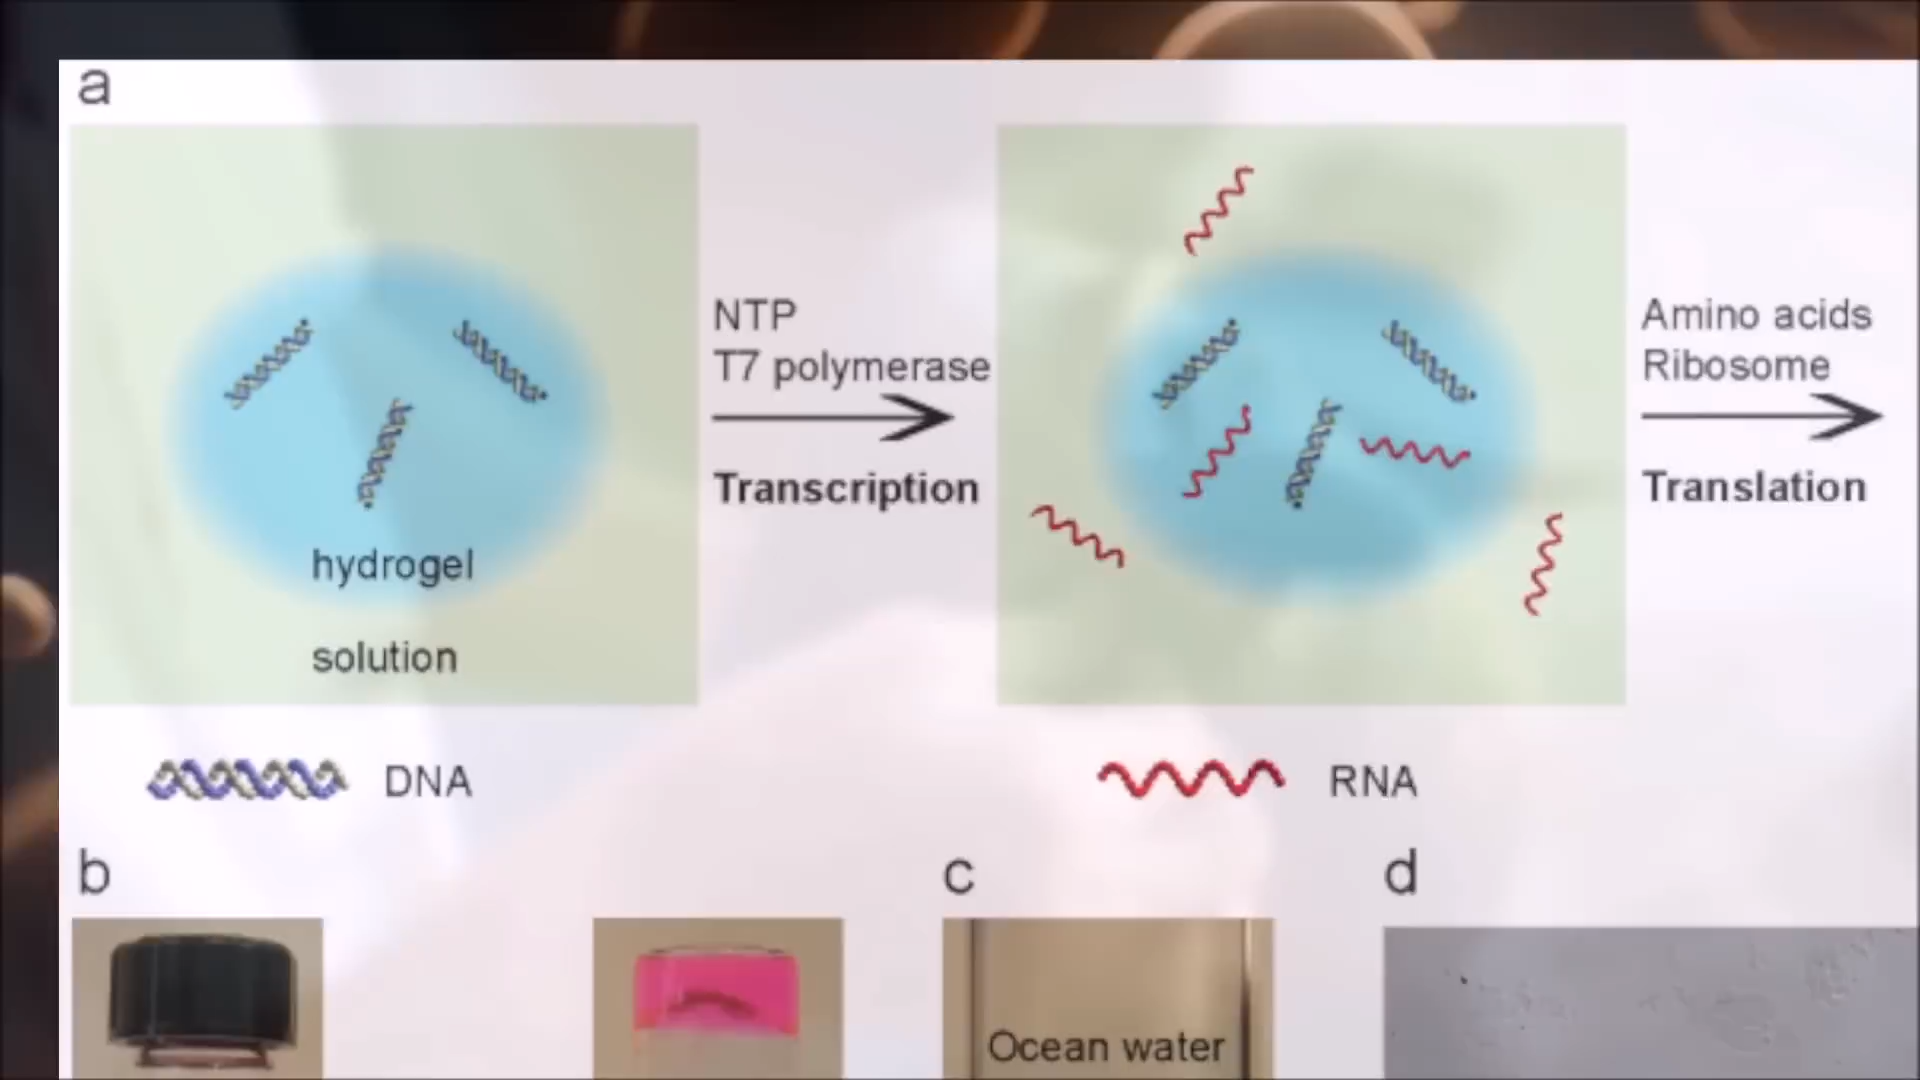 a
NTP
T7 polymerase
Transcription
hydrogel
solution
Amino acids
Ribosome
Translation
DNA
RNA
b
c
d
Ocean water